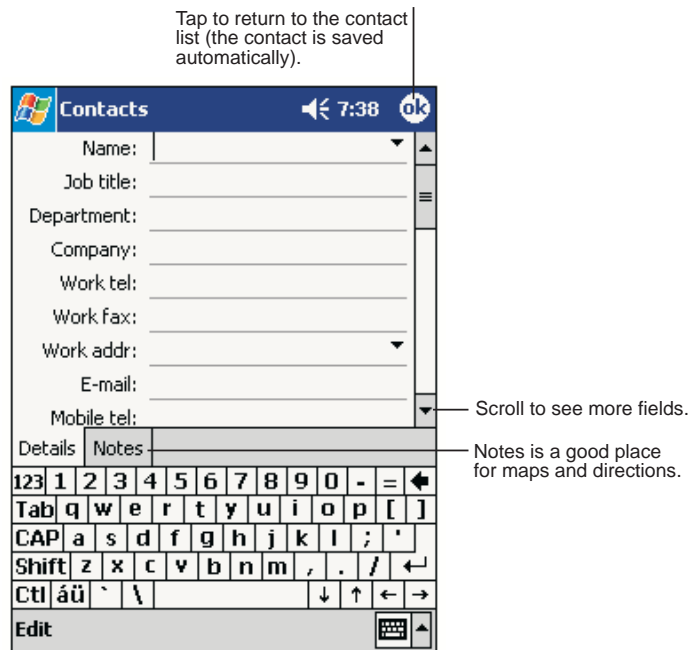 Tap to return to the contact
list (the contact is saved
automatically).
Contacts 7:38 ok
Name:
Job title:
Department:
Company:
Work tel:
Work fax:
Work addr:
E-mail:
Mobile tel:
Scroll to see more fields.
Details Notes
Notes is a good place
for maps and directions.
123 1 2 3 4 5 6 7 8 9 0 - =
Tab q w e r t y u i o p [ ]
CAP a s d f g h j k l ; '
Shift z x c v b n m , . /
Ctl áü ` \ ↓ ↑ ← →
Edit